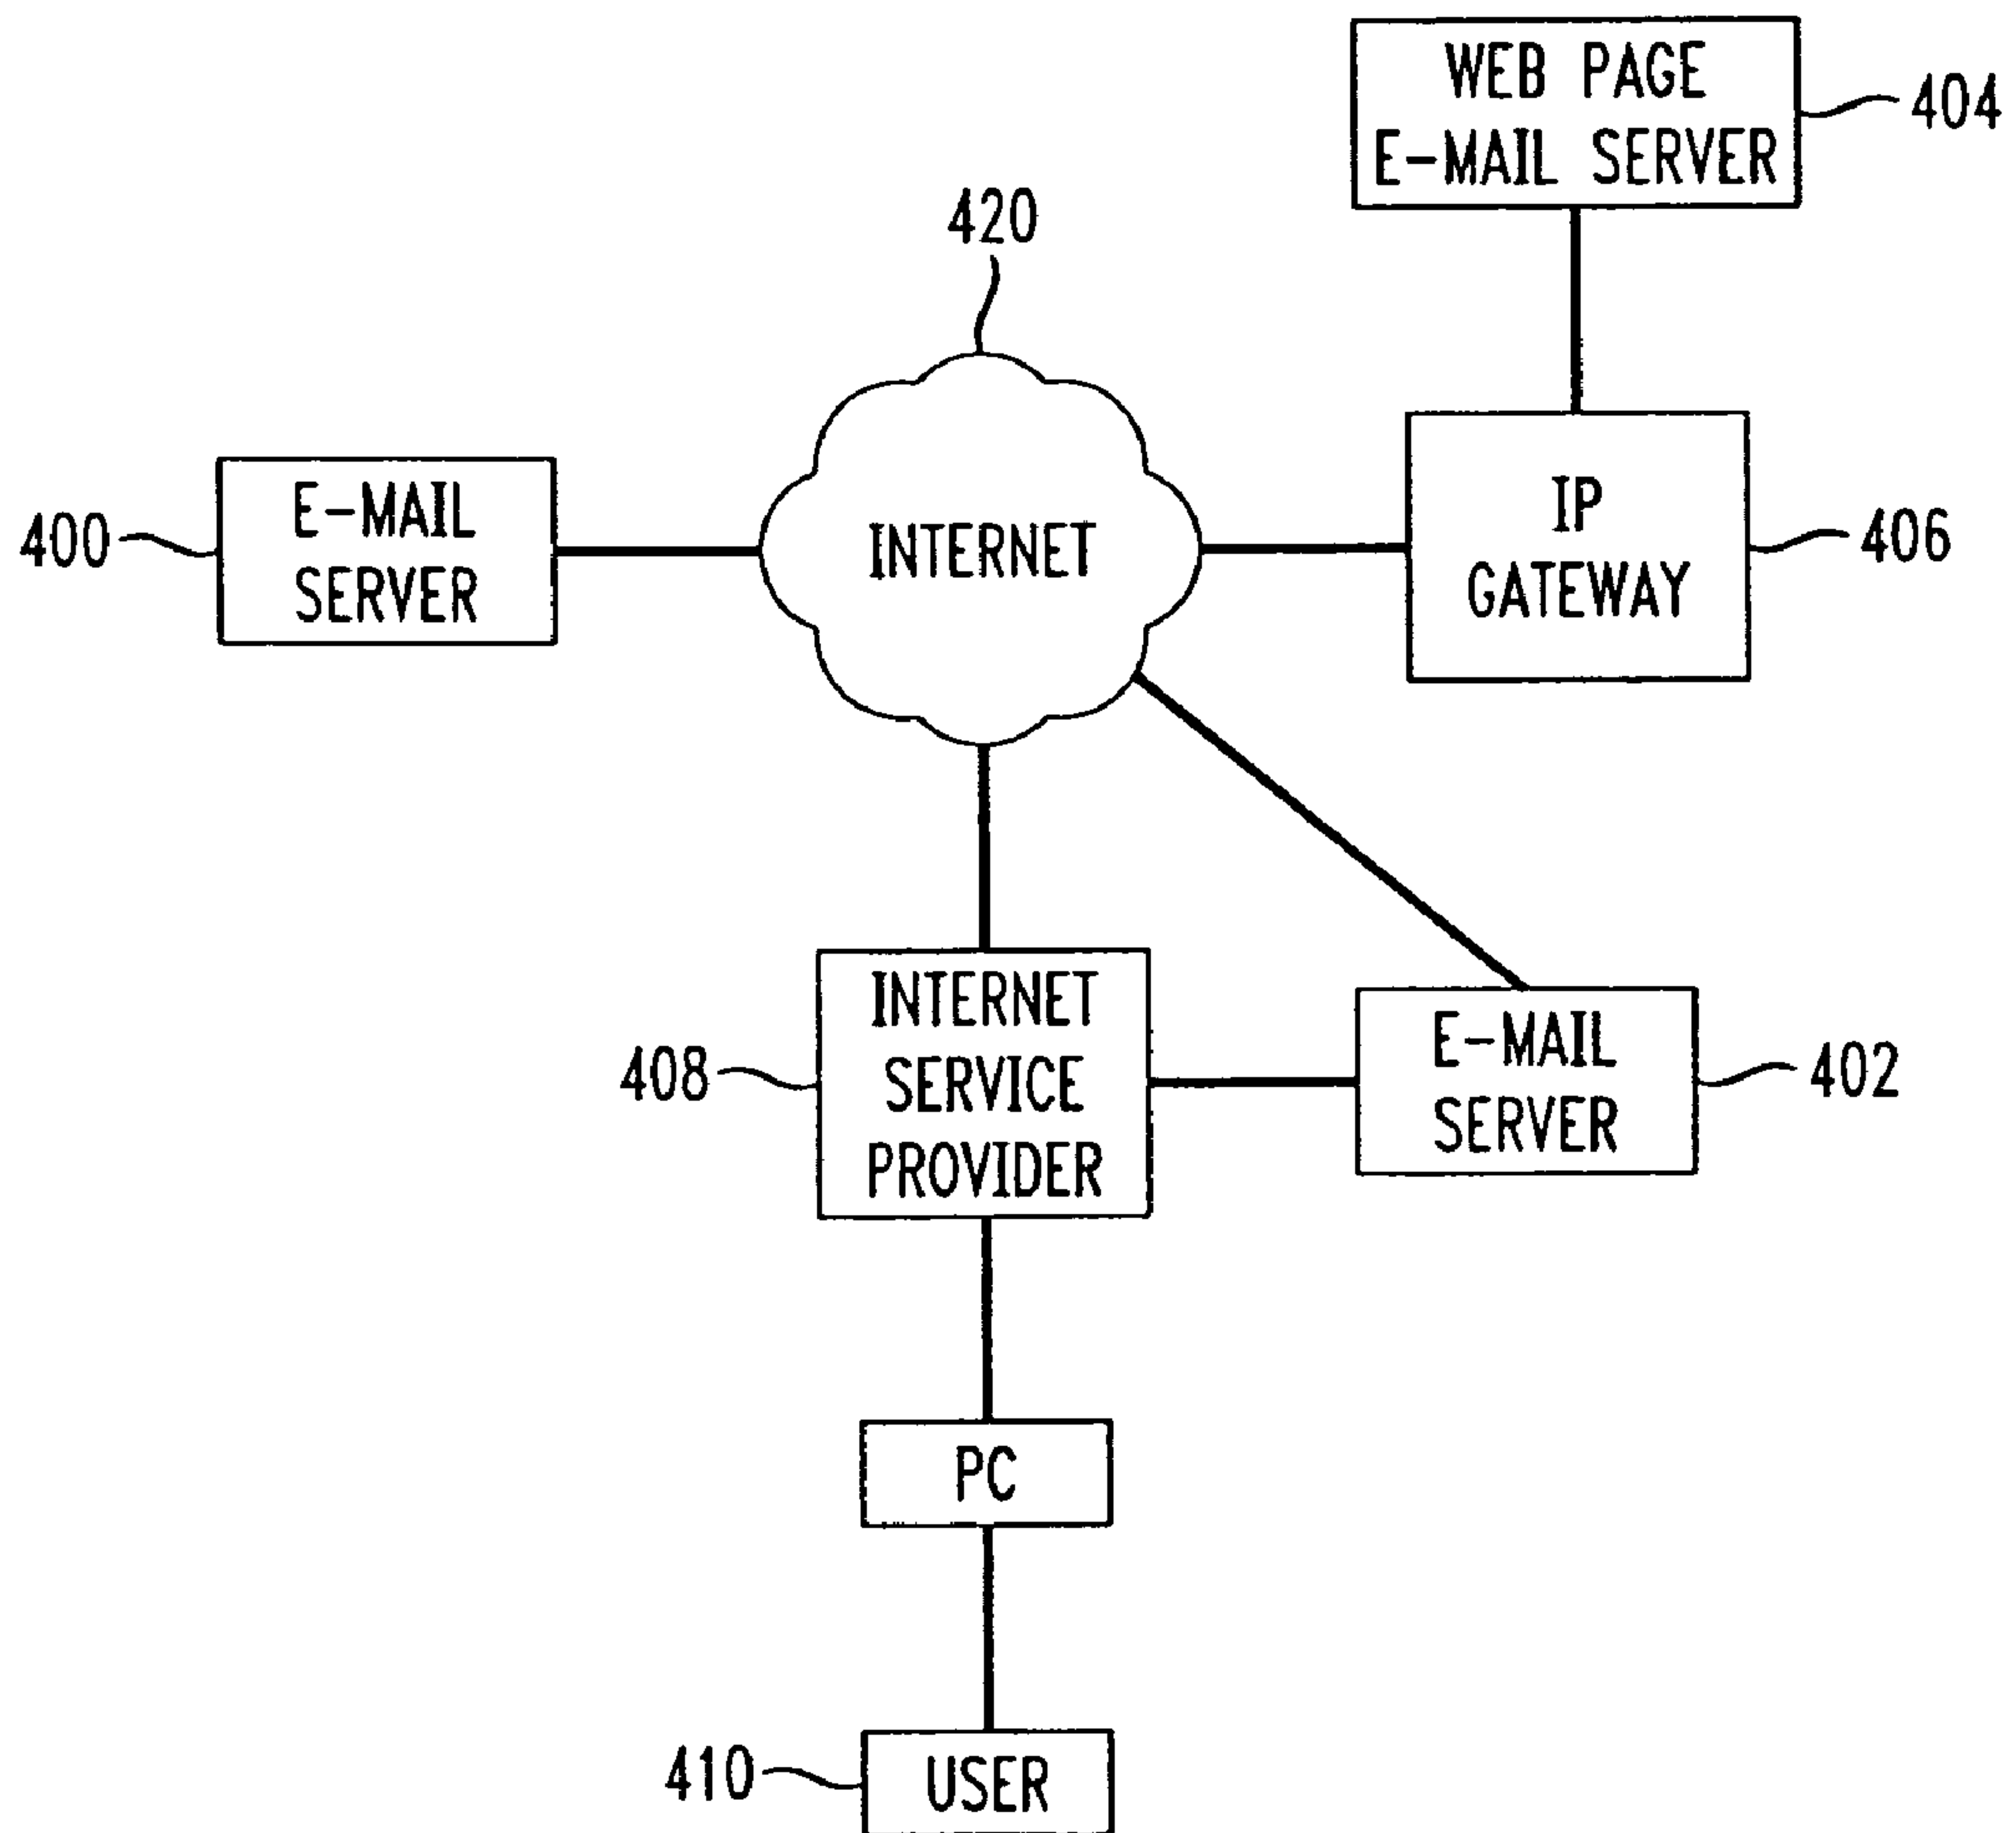 WEB PAGE
E-MAIL SERVER
404
420
E-MAIL
SERVER
400
INTERNET
IP
GATEWAY
406
INTERNET
SERVICE
PROVIDER
408
E-MAIL
SERVER
402
PC
410
USER